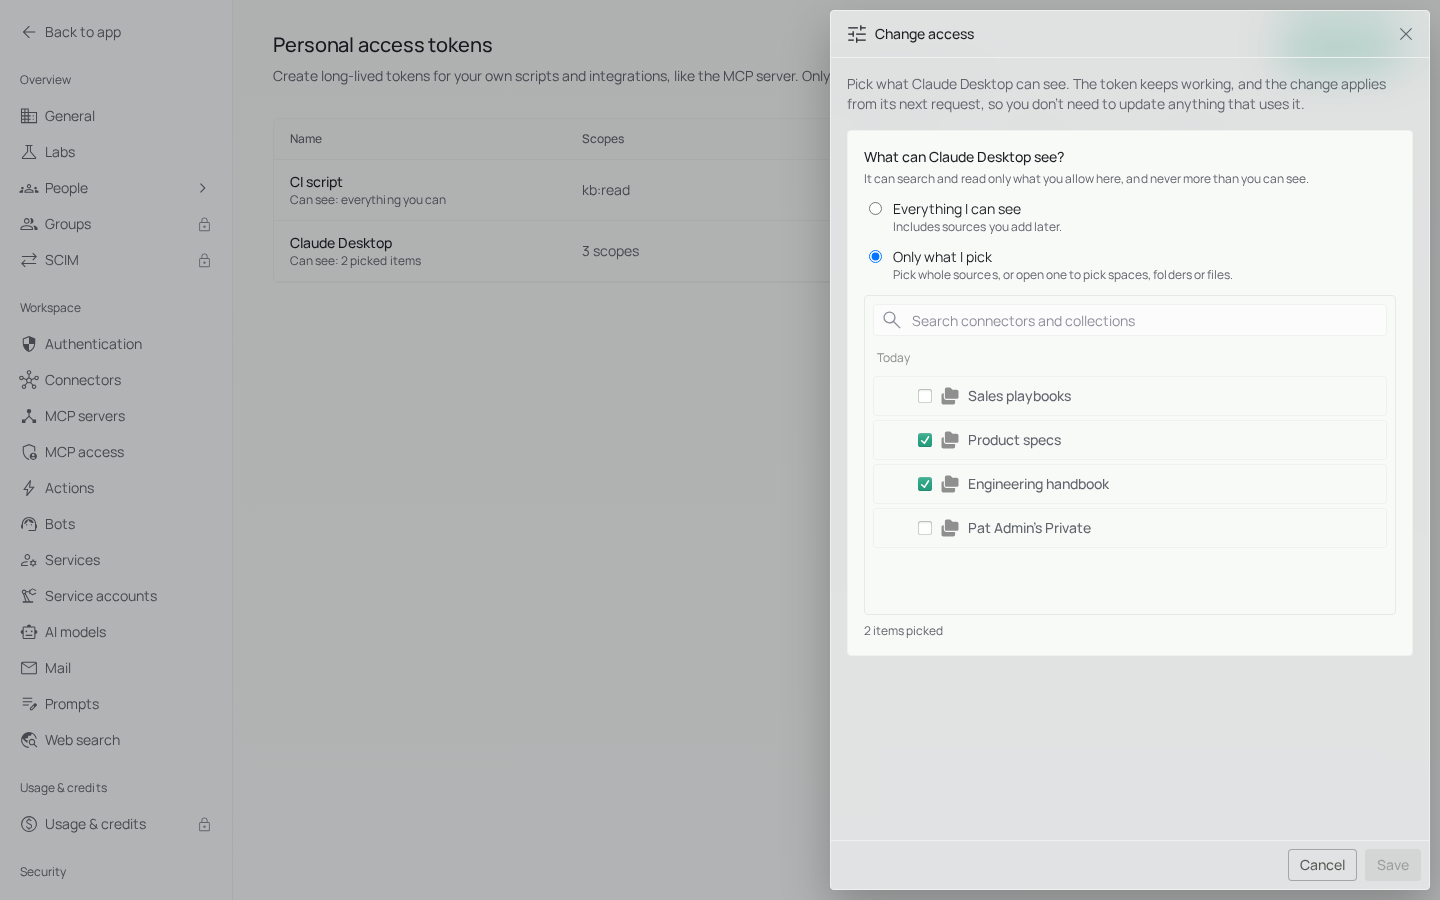 Back to app
Overview
General
Labs
People
Groups
SCIM
Workspace
Authentication
Connectors
MCP servers
MCP access
Actions
Bots
Services
Service accounts
AI models
Mail
Prompts
Web search
Usage & credits
Usage & credits
Security
Personal access tokens
Create long-lived tokens for your own scripts and integrations, like the MCP server. Only
Name
Scopes
CI script
Can see: everything you can
kb:read
Claude Desktop
Can see: 2 picked items
3 scopes
Change access
Pick what Claude Desktop can see. The token keeps working, and the change applies
from its next request, so you don't need to update anything that uses it.
What can Claude Desktop see?
It can search and read only what you allow here, and never more than you can see.
Everything I can see
Includes sources you add later.
Only what I pick
Pick whole sources, or open one to pick spaces, folders or files.
Search connectors and collections
Today
Sales playbooks
Product specs
Engineering handbook
Pat Admin's Private
2 items picked
Cancel
Save